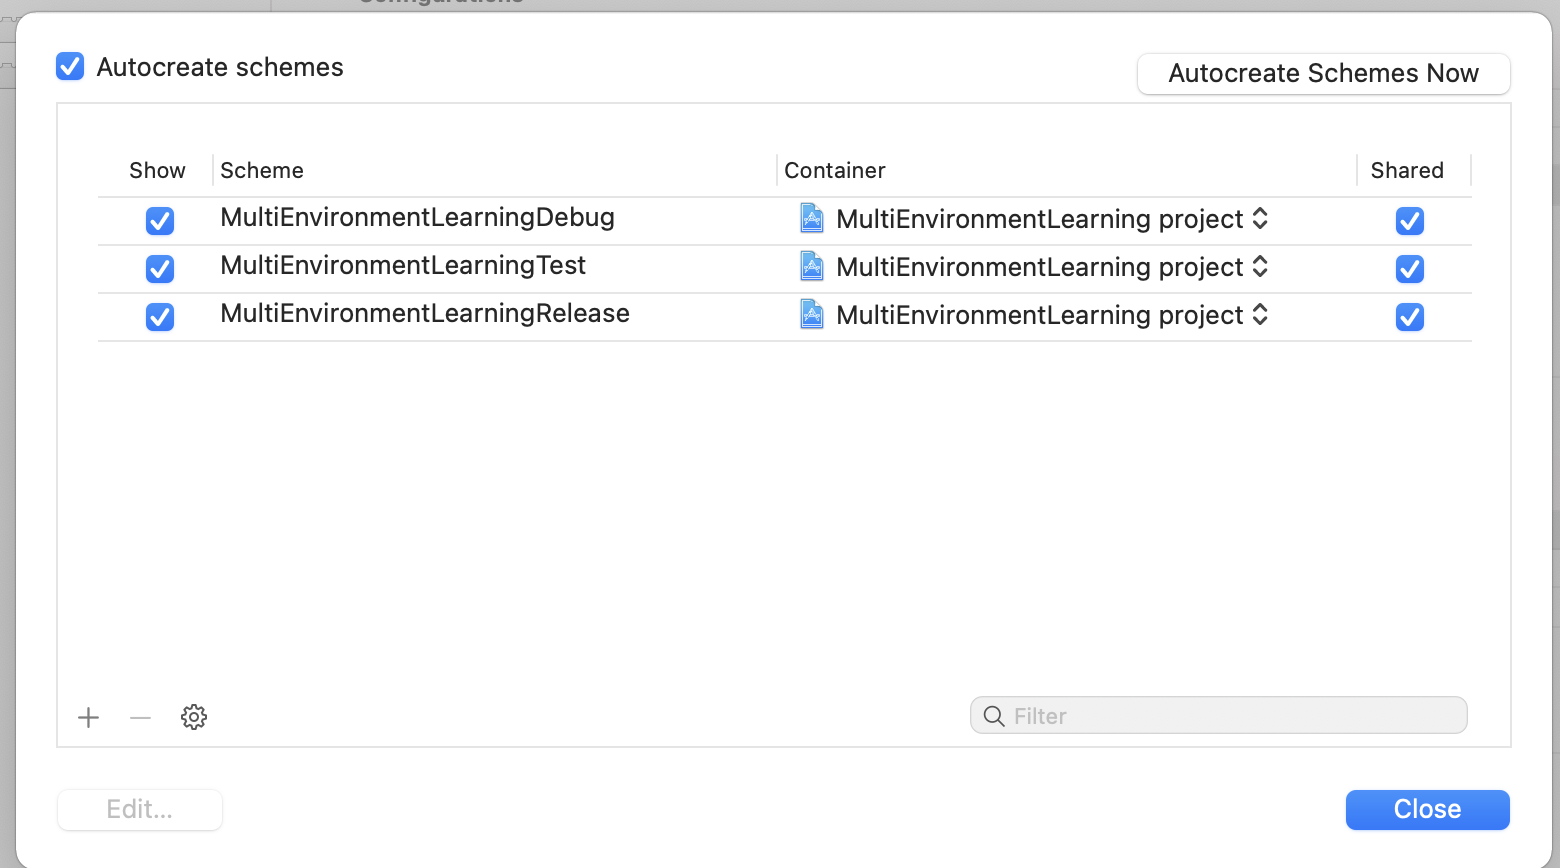 Configurations
Autocreate schemes
Autocreate Schemes Now
Show Scheme Container Shared
MultiEnvironmentLearningDebug MultiEnvironmentLearning project
MultiEnvironmentLearningTest MultiEnvironmentLearning project
MultiEnvironmentLearningRelease MultiEnvironmentLearning project
Filter
Edit...
Close